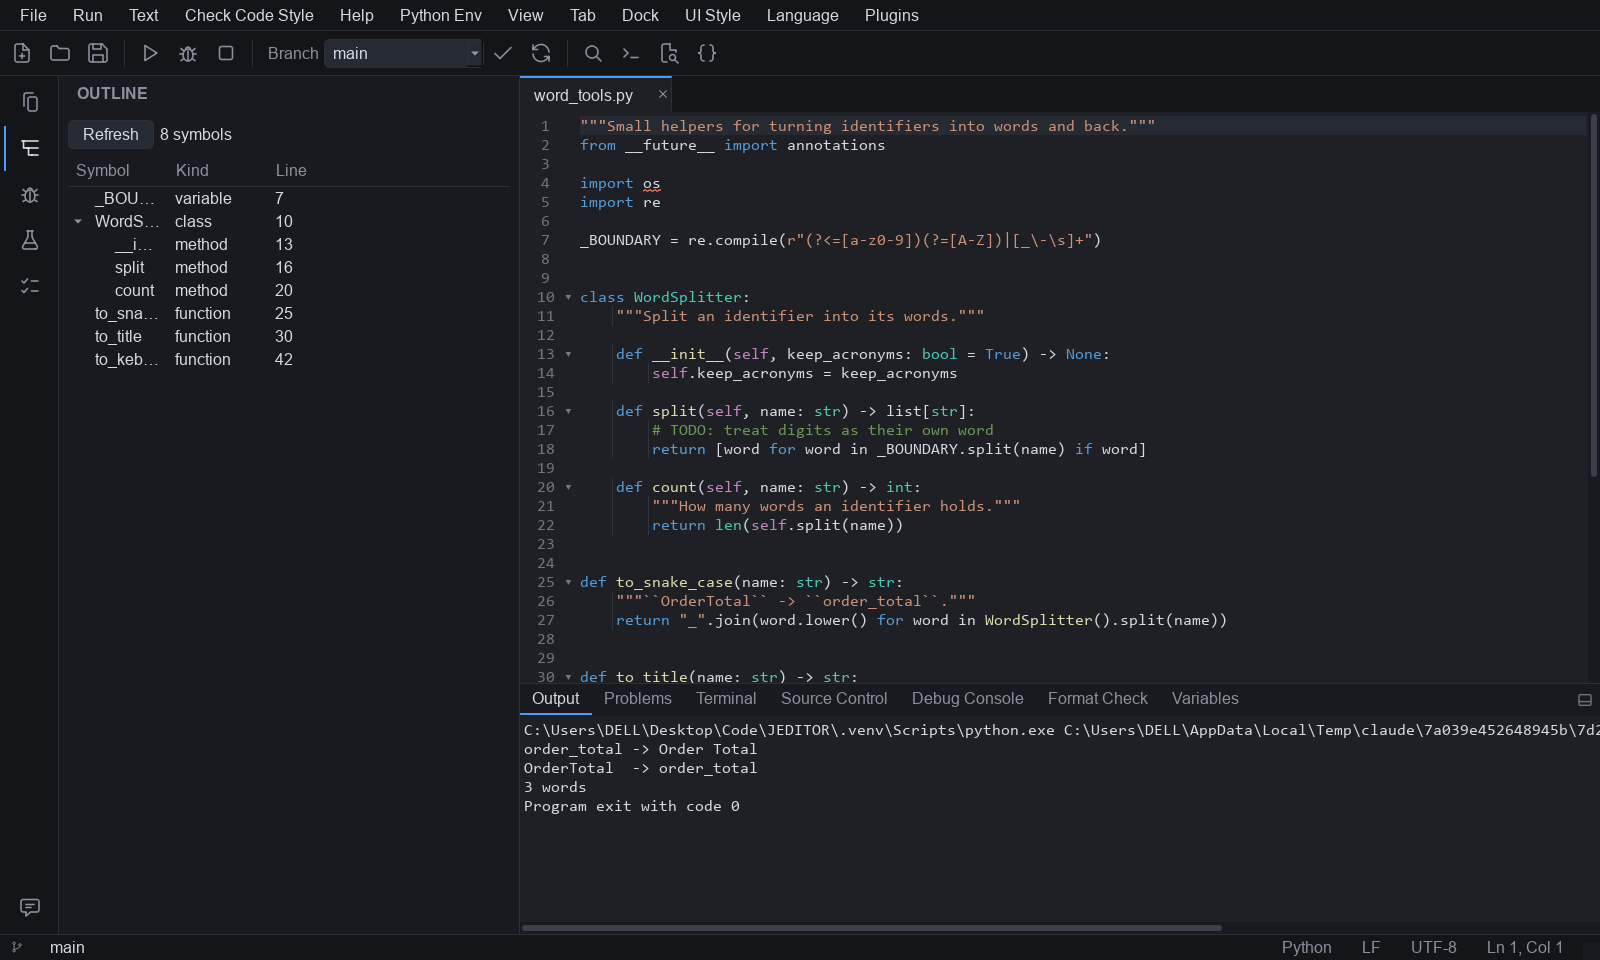 File Run Text Check Code Style Help Python Env View Tab Dock UI Style Language Plugins
Branch main
OUTLINE
Refresh 8 symbols
Symbol Kind Line
_BOU... variable 7
WordS... class 10
__i... method 13
split method 16
count method 20
to_sna... function 25
to_title function 30
to_keb... function 42
word_tools.py ×
1 """Small helpers for turning identifiers into words and back."""
2 from __future__ import annotations
3
4 import os
5 import re
6
7 _BOUNDARY = re.compile(r"(?<=[a-z0-9])(?=[A-Z])|[_\-\s]+")
8
9
10 class WordSplitter:
11     """Split an identifier into its words."""
12
13     def __init__(self, keep_acronyms: bool = True) -> None:
14         self.keep_acronyms = keep_acronyms
15
16     def split(self, name: str) -> list[str]:
17         # TODO: treat digits as their own word
18         return [word for word in _BOUNDARY.split(name) if word]
19
20     def count(self, name: str) -> int:
21         """How many words an identifier holds."""
22         return len(self.split(name))
23
24
25 def to_snake_case(name: str) -> str:
26     """``OrderTotal`` -> ``order_total``."""
27     return "_".join(word.lower() for word in WordSplitter().split(name))
28
29
30 def to_title(name: str) -> str:
Output Problems Terminal Source Control Debug Console Format Check Variables
C:\Users\DELL\Desktop\Code\JEDITOR\.venv\Scripts\python.exe C:\Users\DELL\AppData\Local\Temp\claude\7a039e452648945b\7d2
order_total -> Order Total
OrderTotal  -> order_total
3 words
Program exit with code 0
main Python LF UTF-8 Ln 1, Col 1